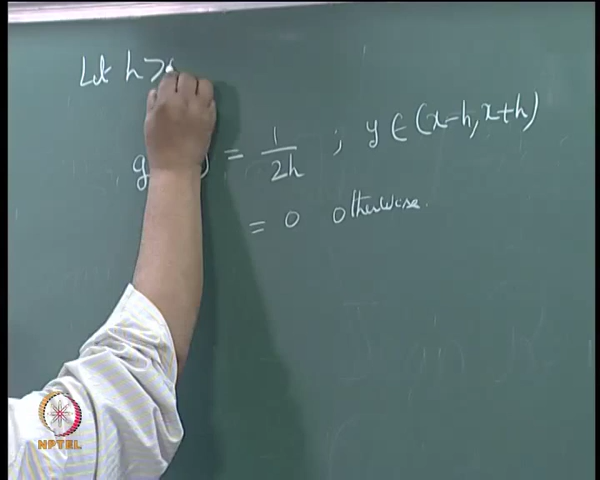 Let h>
g = 1/2h ; y ∈ (x-h, x+h)
= 0 otherwise.
NPTEL